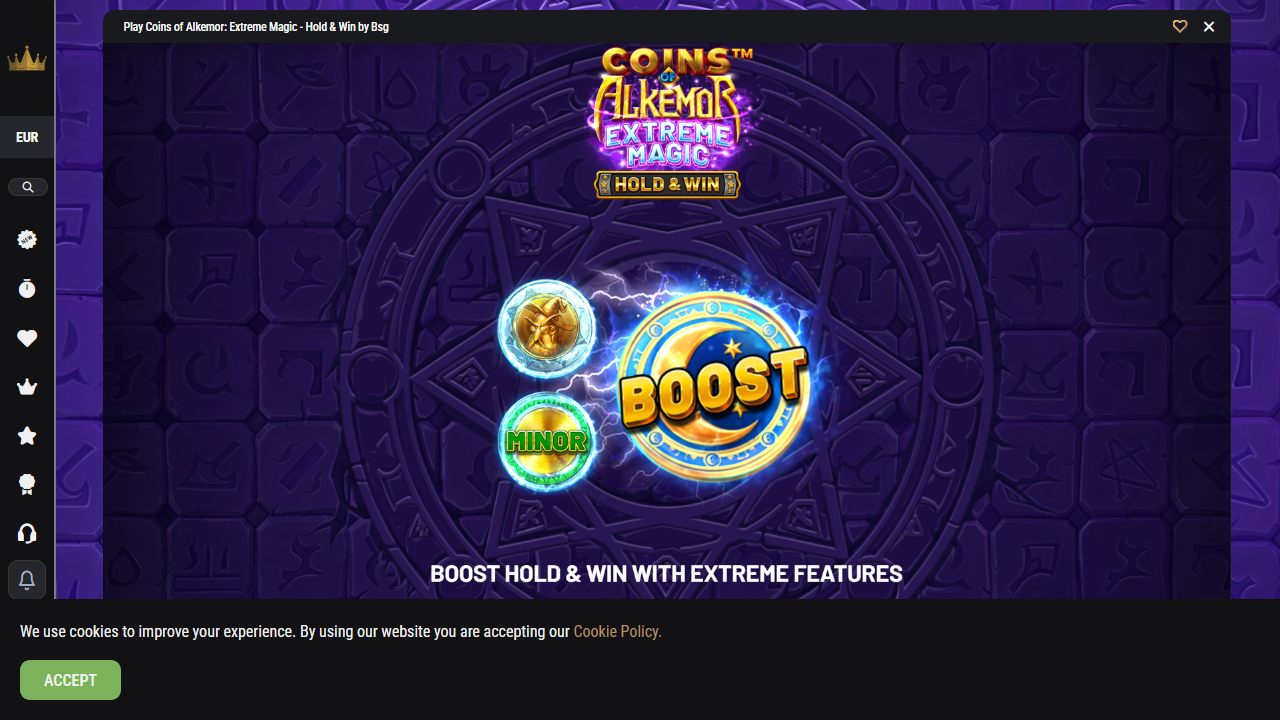 Play Coins of Alkemor: Extreme Magic - Hold & Win by Bsg
COINS™
OF
ALKEMOR
EXTREME
MAGIC
HOLD & WIN
EUR
NEW
BOOST
MINOR
BOOST HOLD & WIN WITH EXTREME FEATURES
We use cookies to improve your experience. By using our website you are accepting our Cookie Policy.
ACCEPT